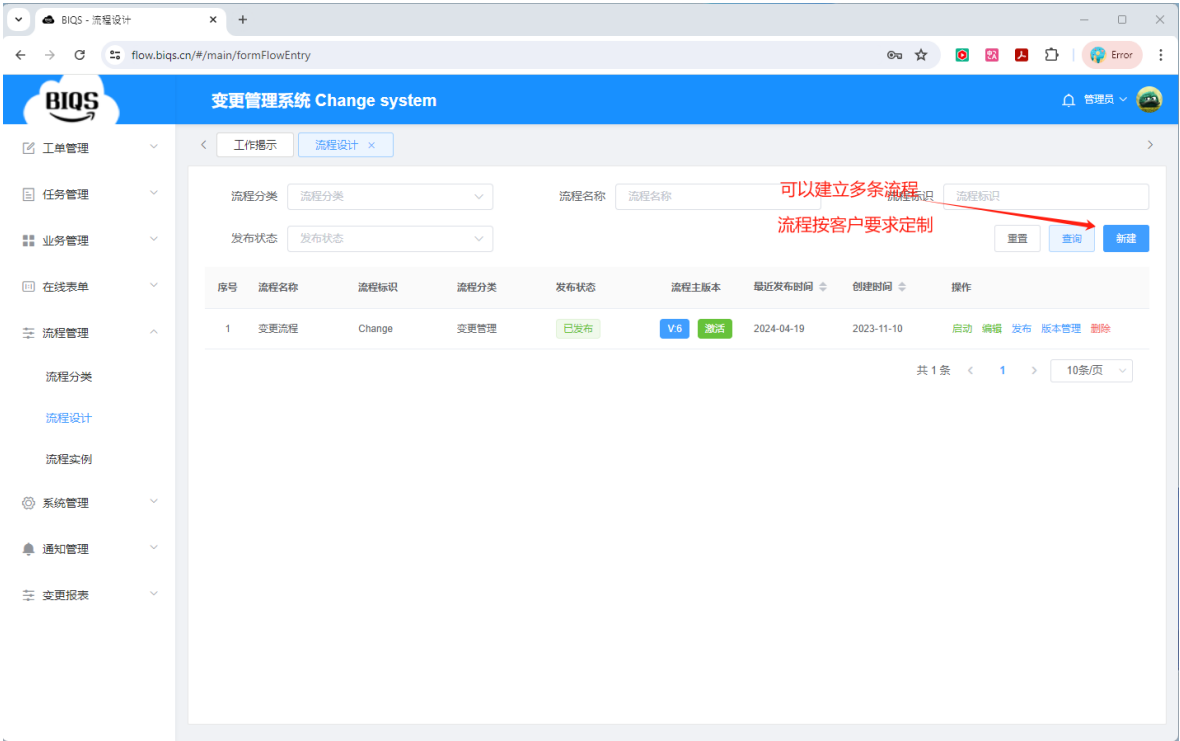 BIQS - 流程设计
flow.biqs.cn/#/main/formFlowEntry
Error
BIQS
变更管理系统 Change system
管理员
工单管理
任务管理
业务管理
在线表单
流程管理
流程分类
流程设计
流程实例
系统管理
通知管理
变更报表
工作揭示 流程设计
流程分类 流程分类 流程名称 流程名称 流程标识 流程标识
可以建立多条流程
流程按客户要求定制
发布状态 发布状态 重置 查询 新建
序号 流程名称 流程标识 流程分类 发布状态 流程主版本 最近发布时间 创建时间 操作
1 变更流程 Change 变更管理 已发布 V:6 激活 2024-04-19 2023-11-10 启动 编辑 发布 版本管理 删除
共 1 条 1 10条/页